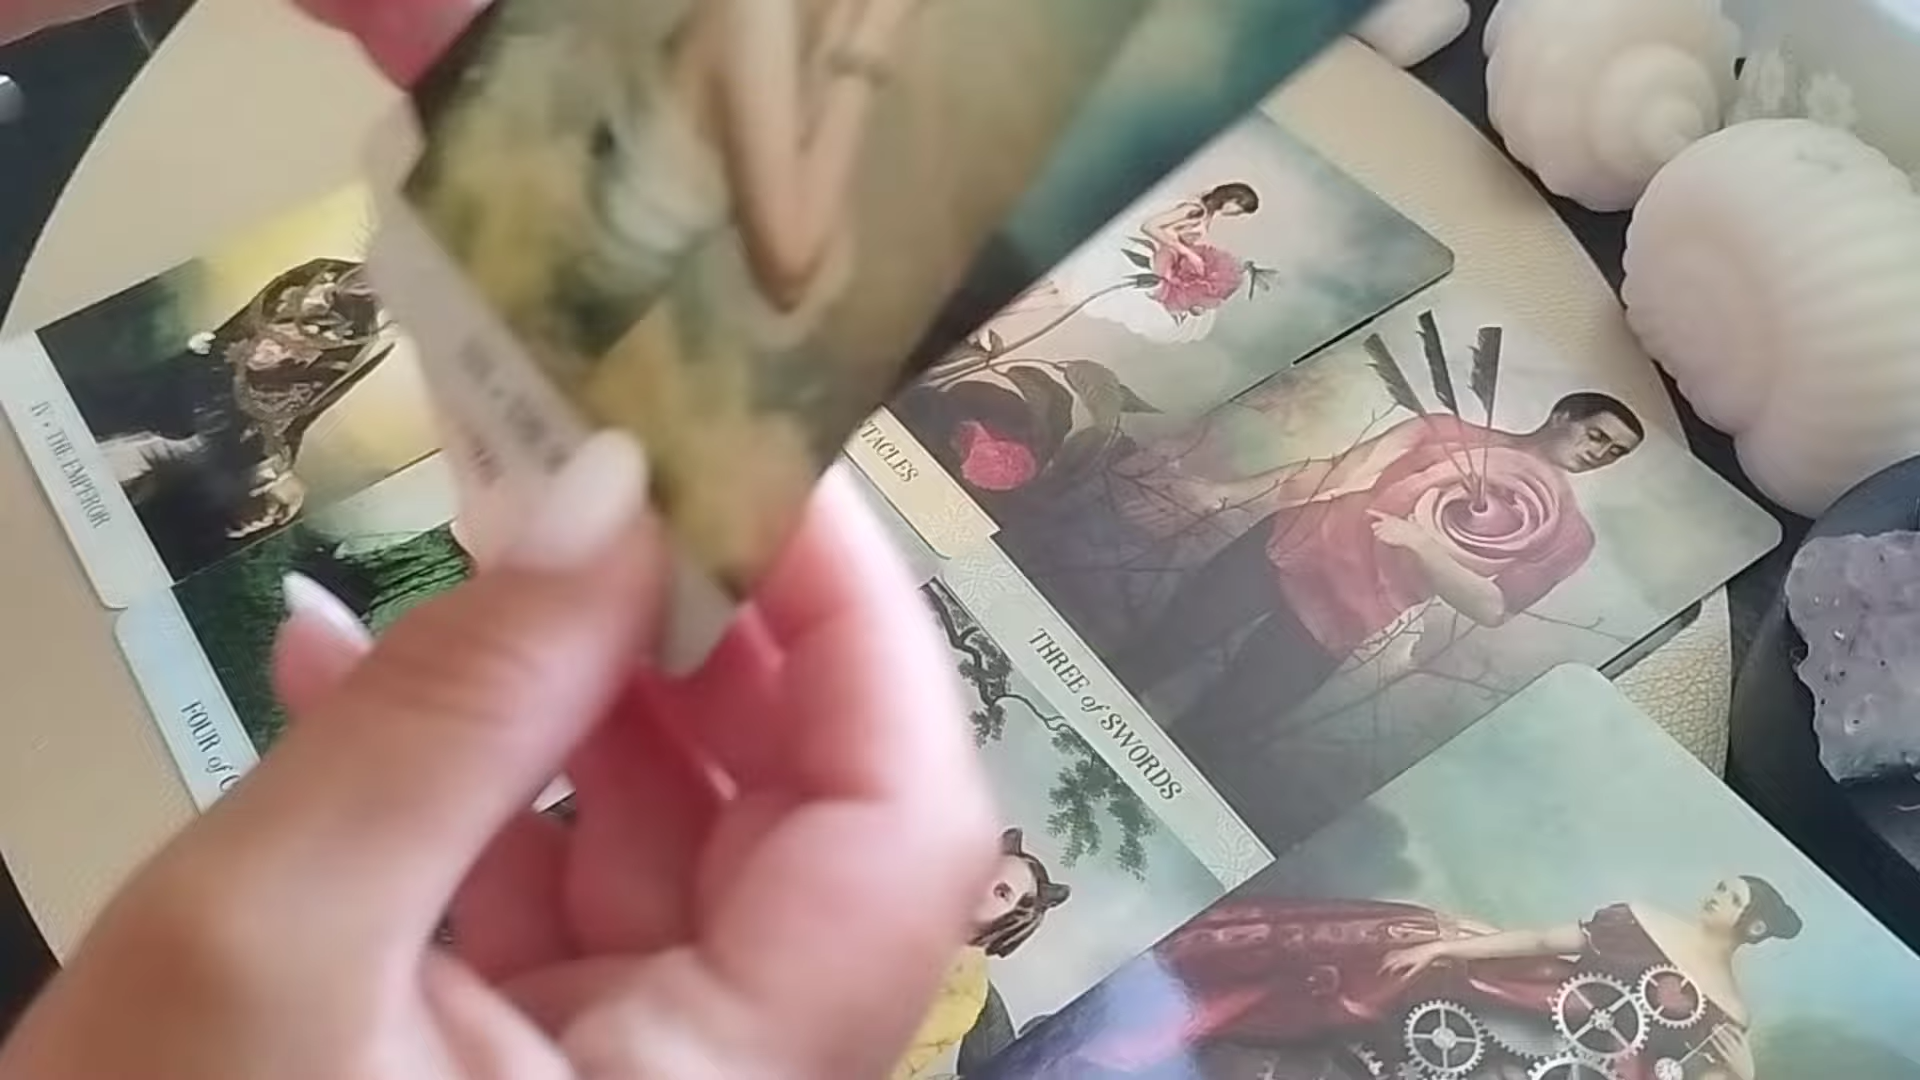 IV • THE EMPEROR
FOUR of
TACLES
THREE of SWORDS